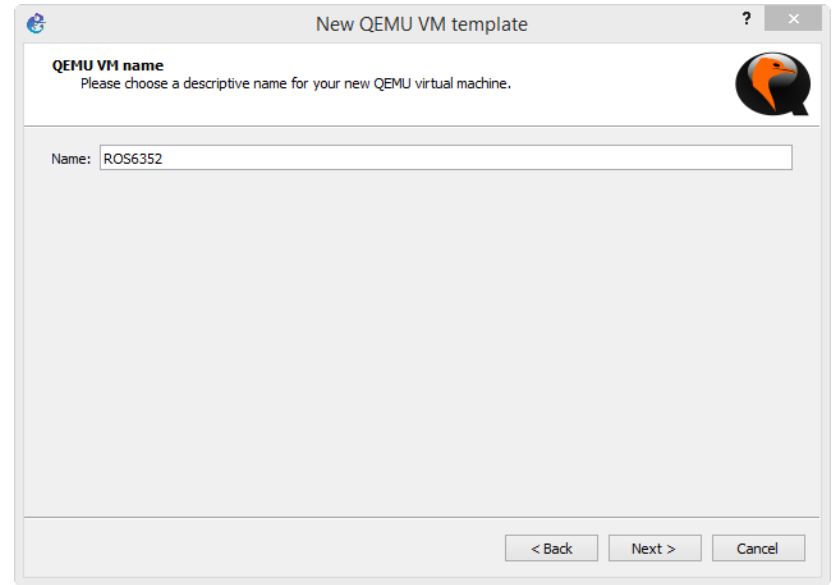 New QEMU VM template
?
×
QEMU VM name
Please choose a descriptive name for your new QEMU virtual machine.
Name: ROS6352
< Back Next > Cancel